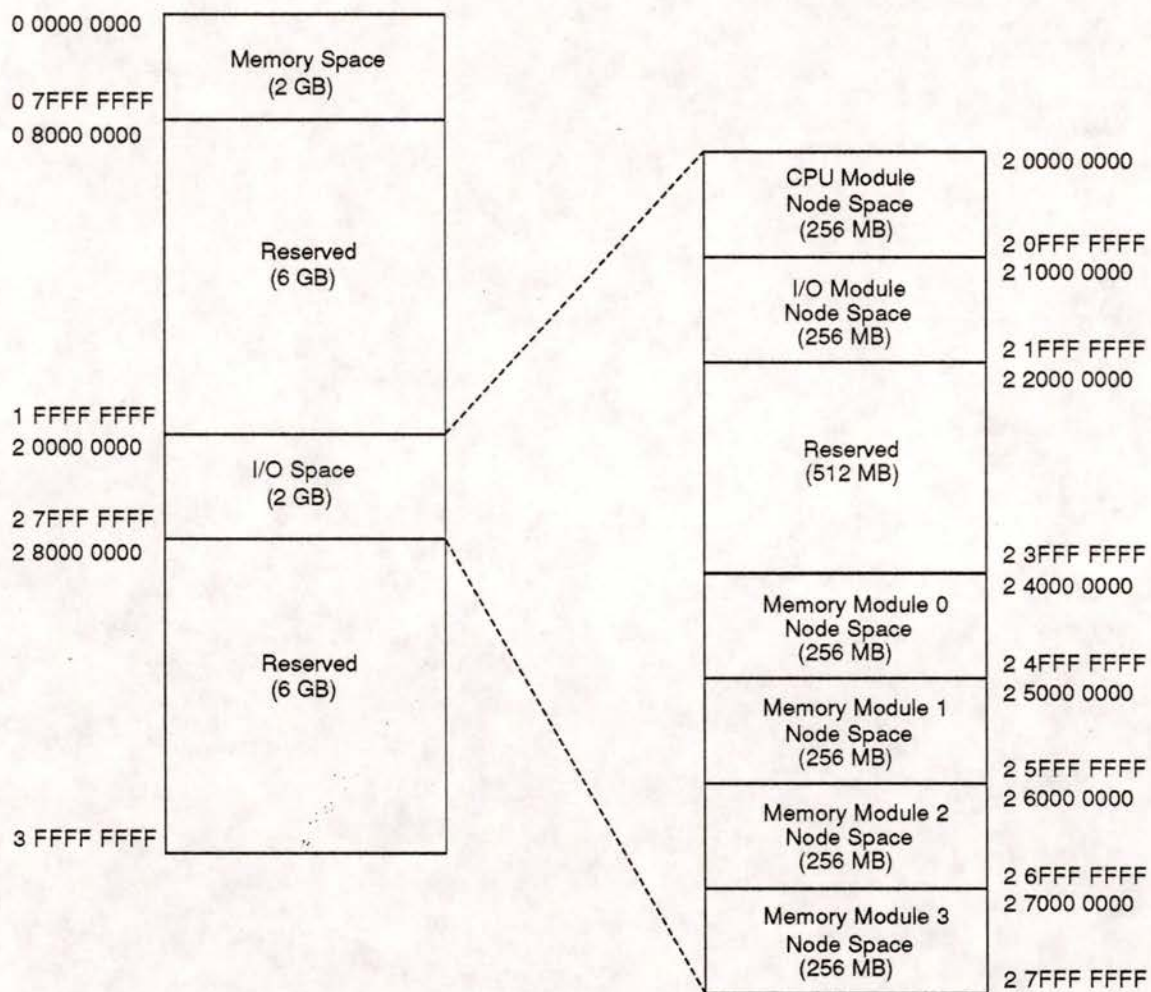 0 0000 0000
Memory Space
(2 GB)
0 7FFF FFFF
0 8000 0000
Reserved
(6 GB)
1 FFFF FFFF
2 0000 0000
I/O Space
(2 GB)
2 7FFF FFFF
2 8000 0000
Reserved
(6 GB)
3 FFFF FFFF
2 0000 0000
CPU Module
Node Space
(256 MB)
2 0FFF FFFF
2 1000 0000
I/O Module
Node Space
(256 MB)
2 1FFF FFFF
2 2000 0000
Reserved
(512 MB)
2 3FFF FFFF
2 4000 0000
Memory Module 0
Node Space
(256 MB)
2 4FFF FFFF
2 5000 0000
Memory Module 1
Node Space
(256 MB)
2 5FFF FFFF
2 6000 0000
Memory Module 2
Node Space
(256 MB)
2 6FFF FFFF
2 7000 0000
Memory Module 3
Node Space
(256 MB)
2 7FFF FFFF